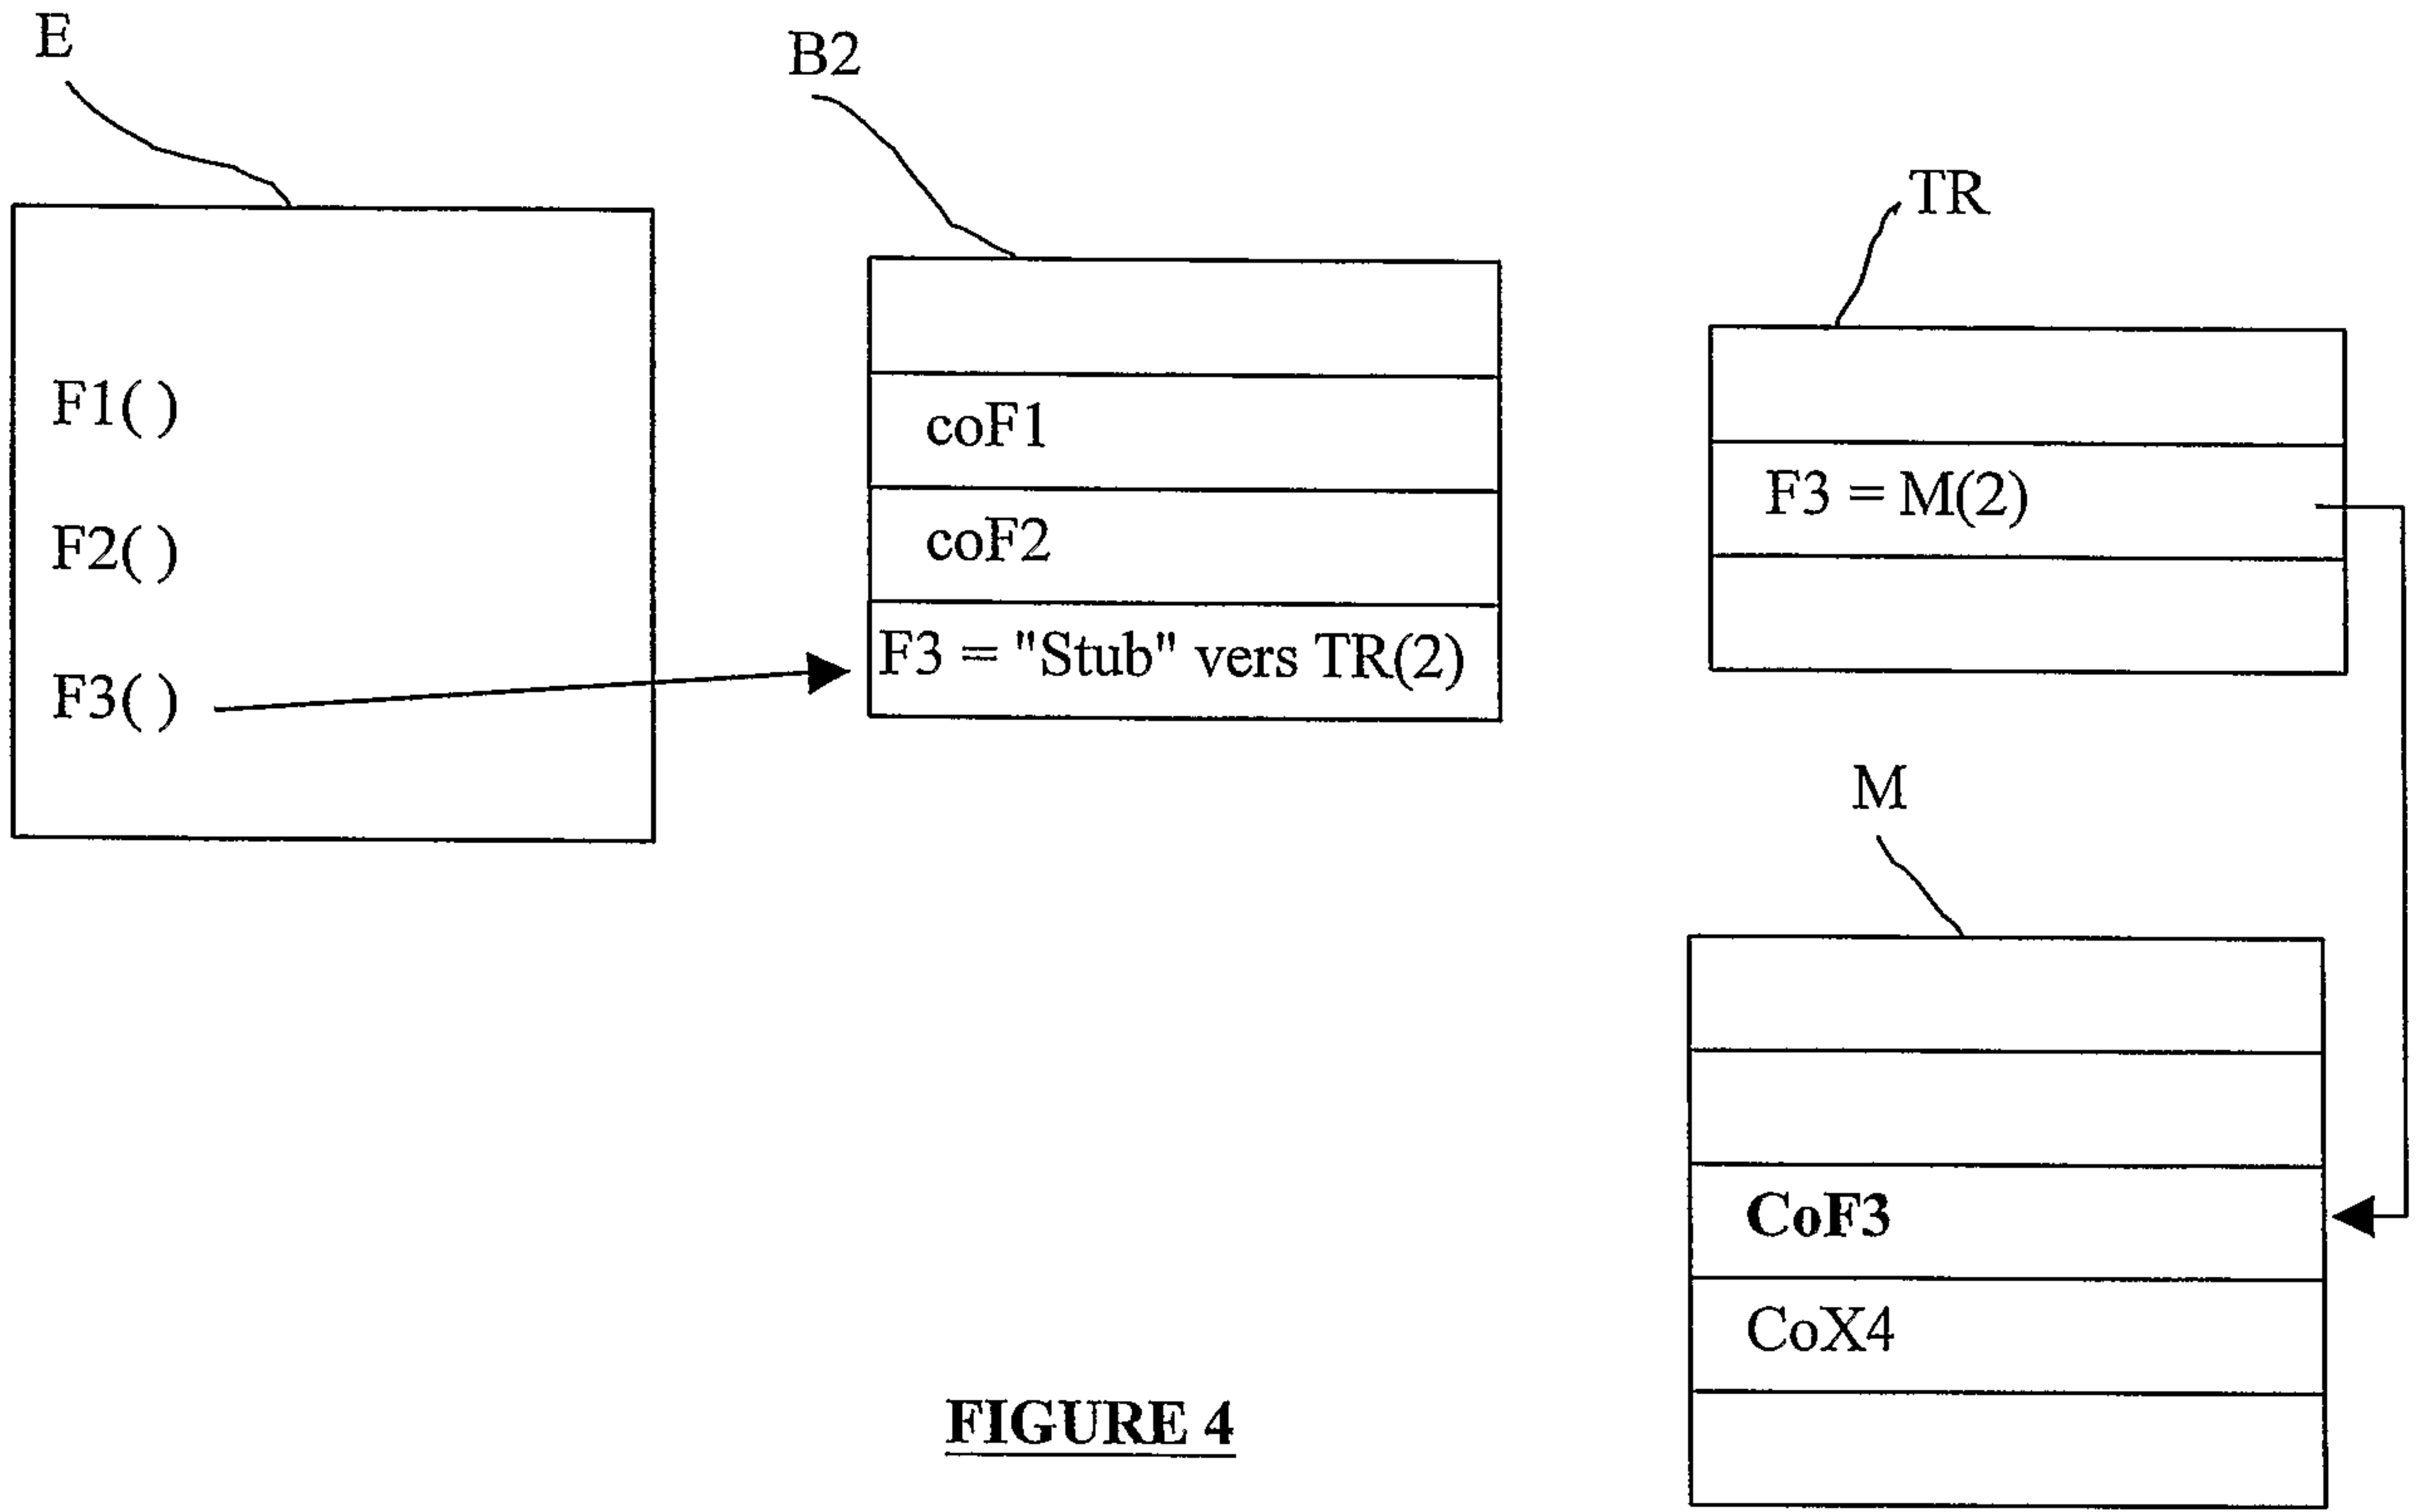 E
B2
TR
F1( )
F2( )
F3( )
coF1
coF2
F3 = "Stub" vers TR(2)
F3 = M(2)
M
CoF3
CoX4
FIGURE 4